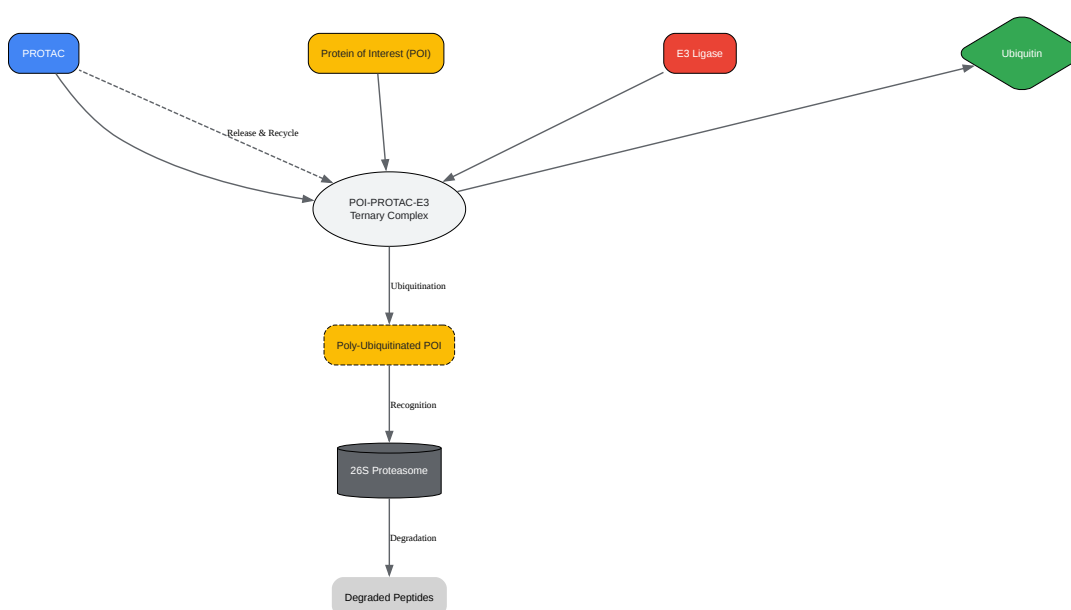 PROTAC
Protein of Interest (POI)
E3 Ligase
Ubiquitin
Release & Recycle
POI-PROTAC-E3
Ternary Complex
Ubiquitination
Poly-Ubiquitinated POI
Recognition
26S Proteasome
Degradation
Degraded Peptides